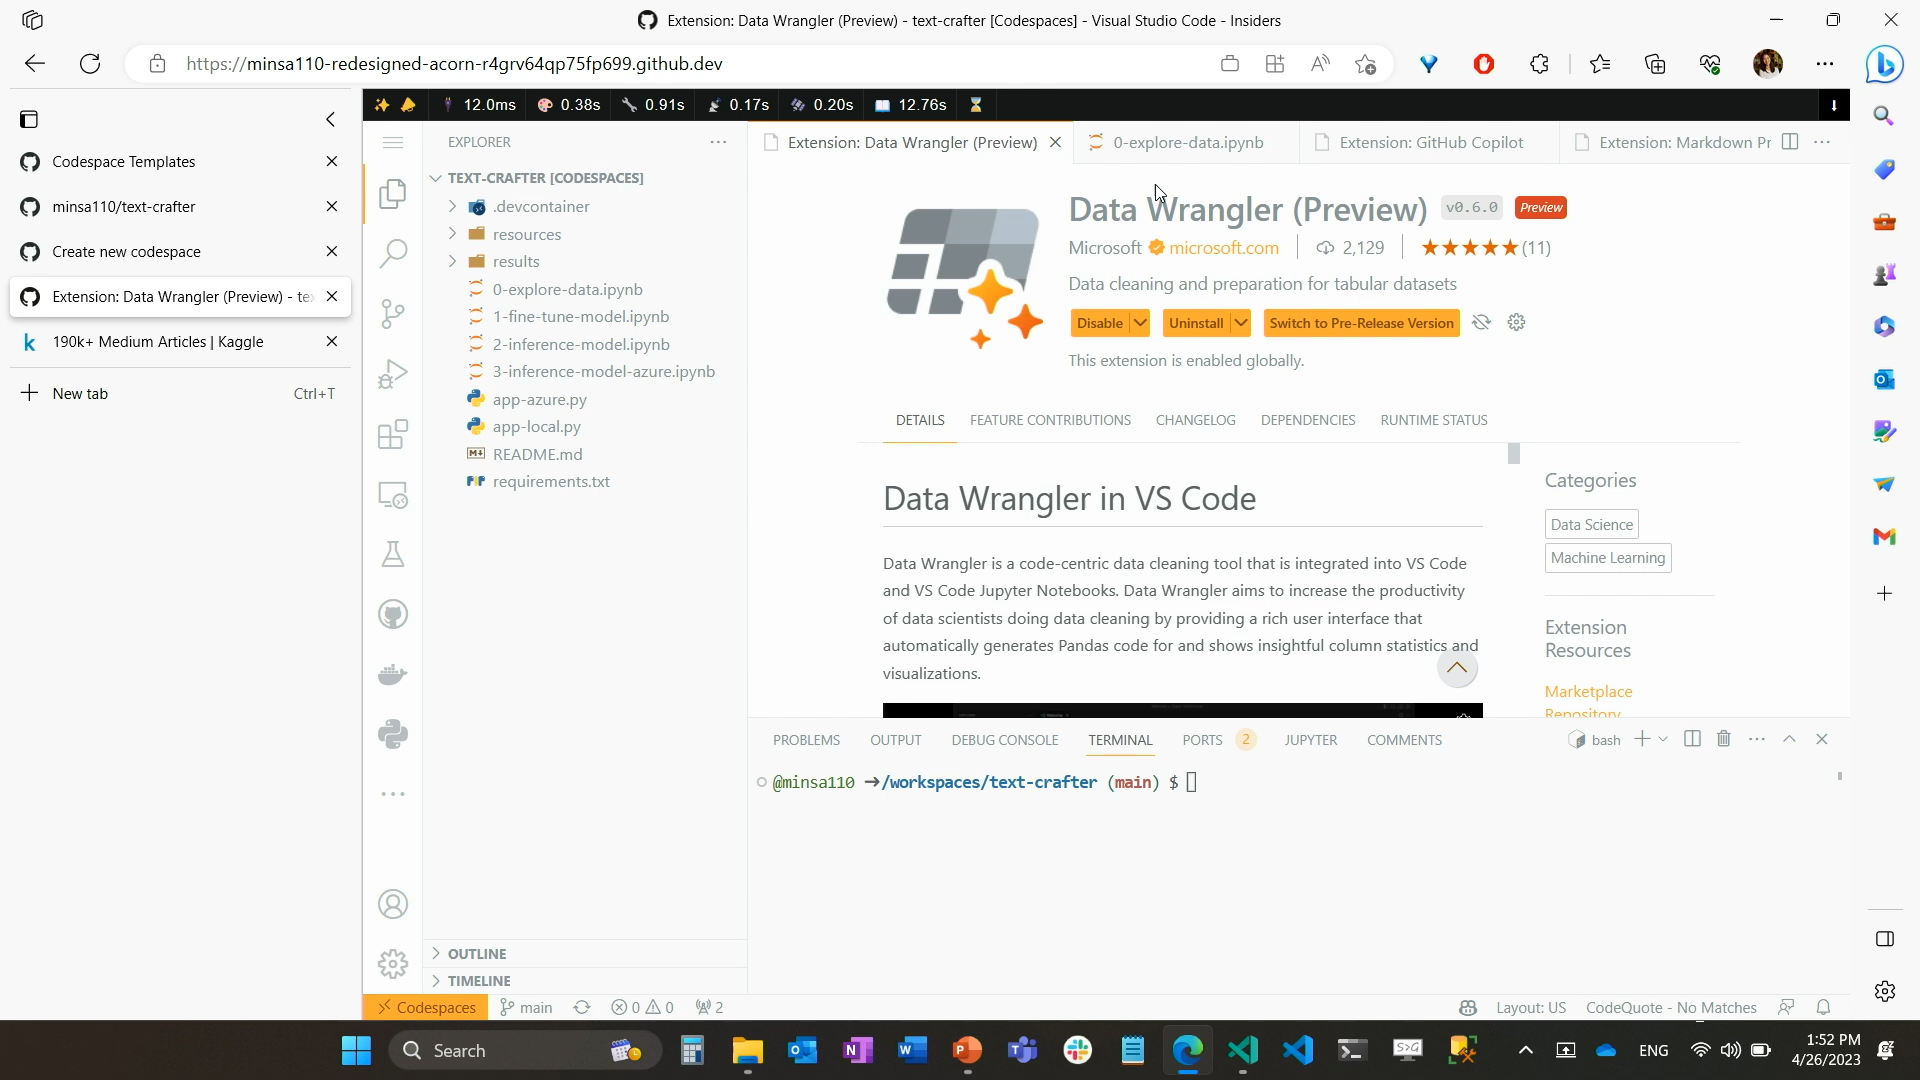 Extension: Data Wrangler (Preview) - text-crafter [Codespaces] - Visual Studio Code - Insiders
https://minsa110-redesigned-acorn-r4grv64qp75fp699.github.dev
Codespace Templates
minsa110/text-crafter
Create new codespace
Extension: Data Wrangler (Preview) - te
190k+ Medium Articles | Kaggle
New tab Ctrl+T
12.0ms 0.38s 0.91s 0.17s 0.20s 12.76s
EXPLORER
TEXT-CRAFTER [CODESPACES]
.devcontainer
resources
results
0-explore-data.ipynb
1-fine-tune-model.ipynb
2-inference-model.ipynb
3-inference-model-azure.ipynb
app-azure.py
app-local.py
README.md
requirements.txt
OUTLINE
TIMELINE
Extension: Data Wrangler (Preview) 0-explore-data.ipynb Extension: GitHub Copilot Extension: Markdown Pr
Data Wrangler (Preview) v0.6.0 Preview
Microsoft microsoft.com 2,129 (11)
Data cleaning and preparation for tabular datasets
Disable Uninstall Switch to Pre-Release Version
This extension is enabled globally.
DETAILS FEATURE CONTRIBUTIONS CHANGELOG DEPENDENCIES RUNTIME STATUS
Data Wrangler in VS Code
Data Wrangler is a code-centric data cleaning tool that is integrated into VS Code
and VS Code Jupyter Notebooks. Data Wrangler aims to increase the productivity
of data scientists doing data cleaning by providing a rich user interface that
automatically generates Pandas code for and shows insightful column statistics and
visualizations.
Categories
Data Science
Machine Learning
Extension
Resources
Marketplace
Repository
PROBLEMS OUTPUT DEBUG CONSOLE TERMINAL PORTS 2 JUPYTER COMMENTS bash
@minsa110 →/workspaces/text-crafter (main) $
Codespaces main 0 0 2 Layout: US CodeQuote - No Matches
Search
ENG
1:52 PM
4/26/2023